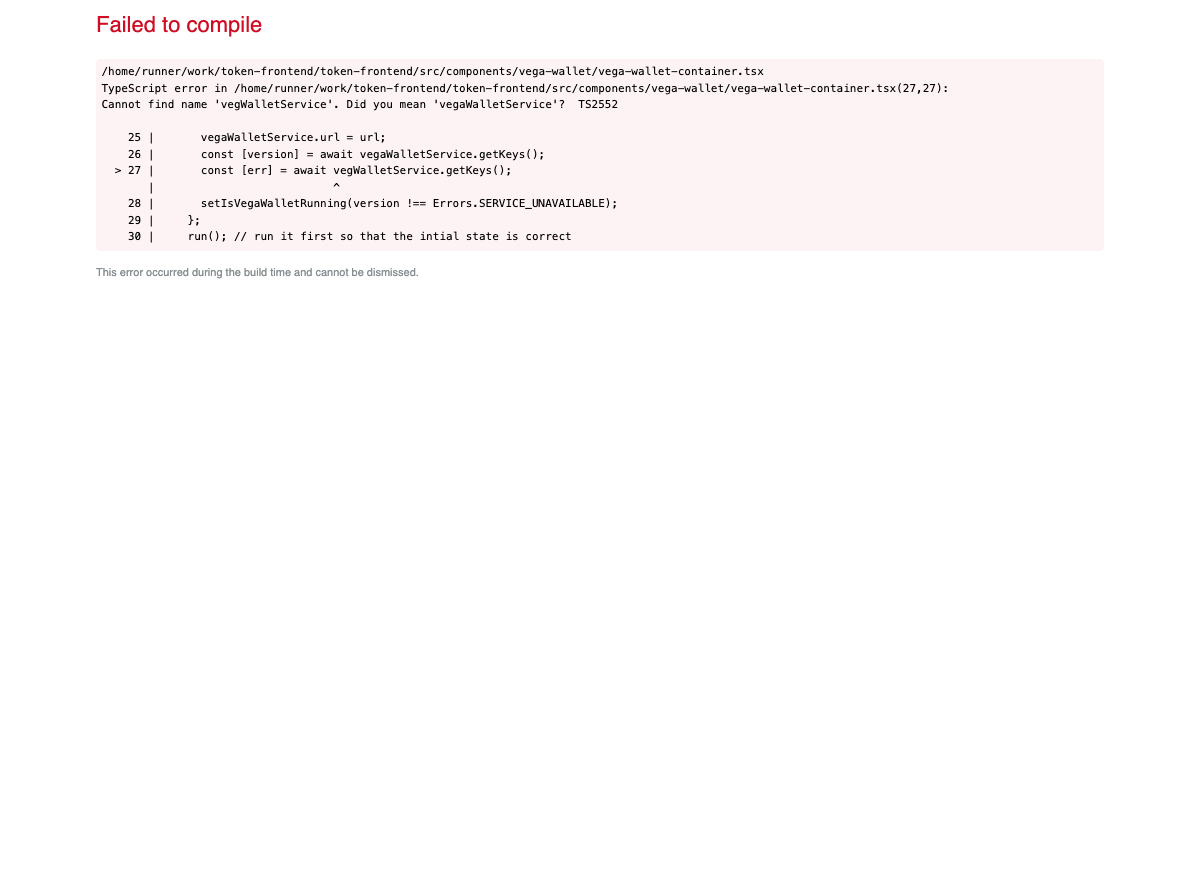 Failed to compile
/home/runner/work/token-frontend/token-frontend/src/components/vega-wallet/vega-wallet-container.tsx
TypeScript error in /home/runner/work/token-frontend/token-frontend/src/components/vega-wallet/vega-wallet-container.tsx(27,27):
Cannot find name 'vegWalletService'. Did you mean 'vegaWalletService'?  TS2552
    25 |       vegaWalletService.url = url;
    26 |       const [version] = await vegaWalletService.getKeys();
  > 27 |       const [err] = await vegWalletService.getKeys();
       |                           ^
    28 |       setIsVegaWalletRunning(version !== Errors.SERVICE_UNAVAILABLE);
    29 |     };
    30 |     run(); // run it first so that the intial state is correct
This error occurred during the build time and cannot be dismissed.